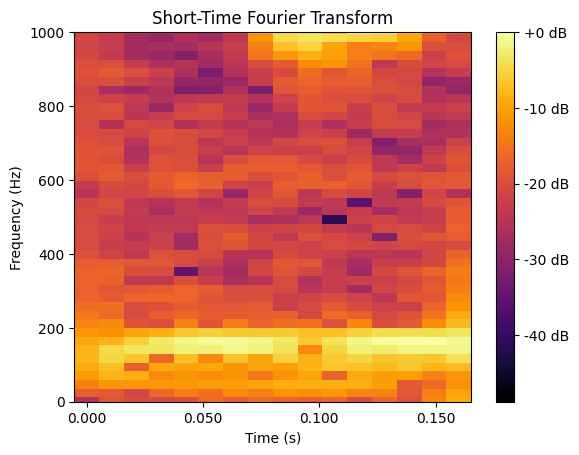 Short-Time Fourier Transform
Frequency (Hz)
1000
800
600
400
200
0
0.000
0.050
0.100
0.150
Time (s)
+0 dB
-10 dB
-20 dB
-30 dB
-40 dB